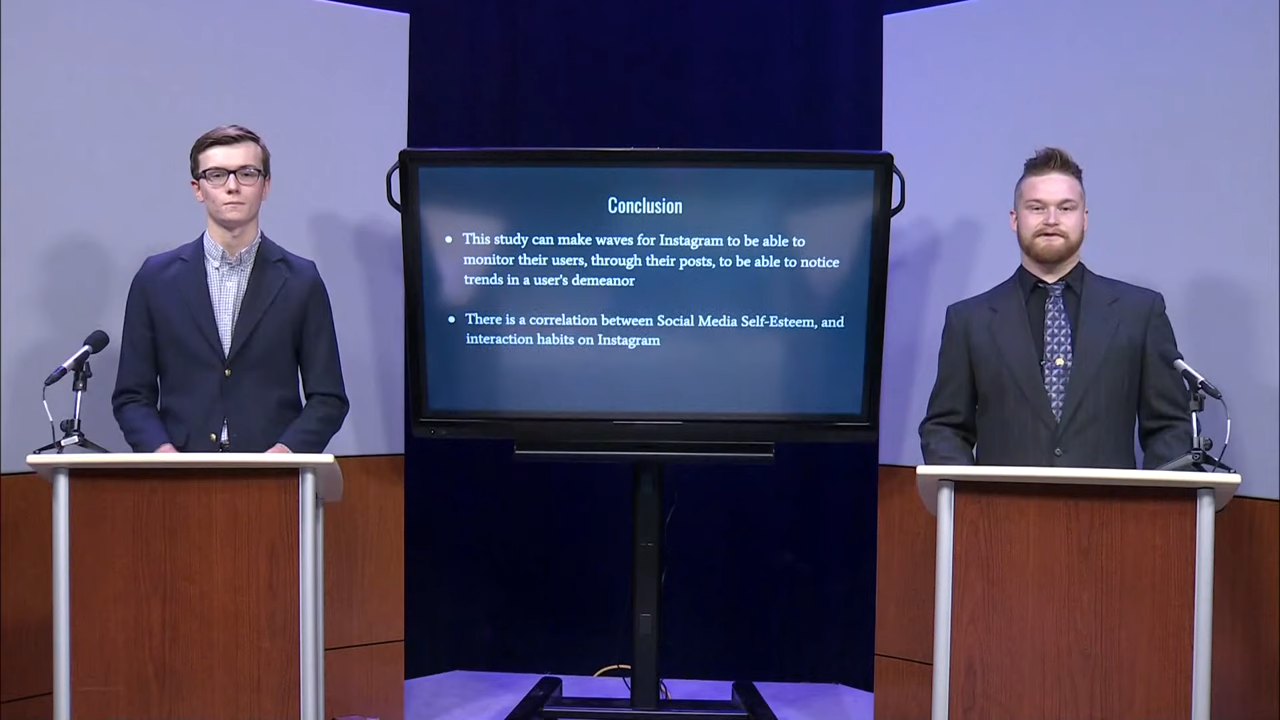 Conclusion
● This study can make waves for Instagram to be able to
monitor their users, through their posts, to be able to notice
trends in a user's demeanor
● There is a correlation between Social Media Self-Esteem, and
interaction habits on Instagram